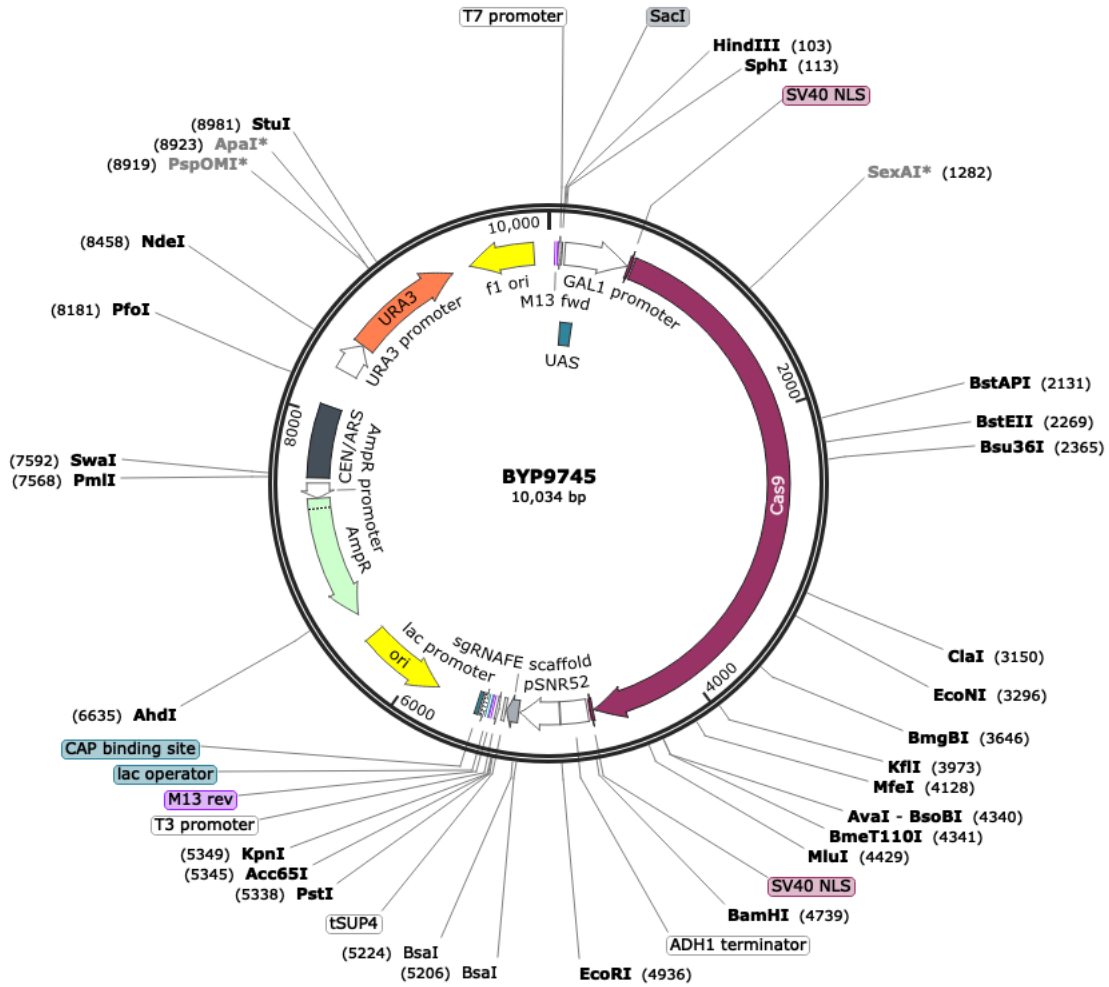 T7 promoter
SacI
HindIII (103)
SphI (113)
SV40 NLS
SexAI* (1282)
BstAPI (2131)
BstEII (2269)
Bsu36I (2365)
ClaI (3150)
EcoNI (3296)
BmgBI (3646)
KflI (3973)
MfeI (4128)
AvaI - BsoBI (4340)
BmeT110I (4341)
MluI (4429)
SV40 NLS
BamHI (4739)
ADH1 terminator
EcoRI (4936)
(5206) BsaI
(5224) BsaI
tSUP4
(5338) PstI
(5345) Acc65I
(5349) KpnI
T3 promoter
M13 rev
lac operator
CAP binding site
(6635) AhdI
(7568) PmlI
(7592) SwaI
(8181) PfoI
(8458) NdeI
(8919) PspOMI*
(8923) ApaI*
(8981) StuI
10,000
2000
4000
6000
8000
f1 ori
M13 fwd
GAL1 promoter
UAS
Cas9
URA3
URA3 promoter
CEN/ARS
AmpR promoter
AmpR
ori
lac promoter
sgRNAFE scaffold
pSNR52
BYP9745
10,034 bp